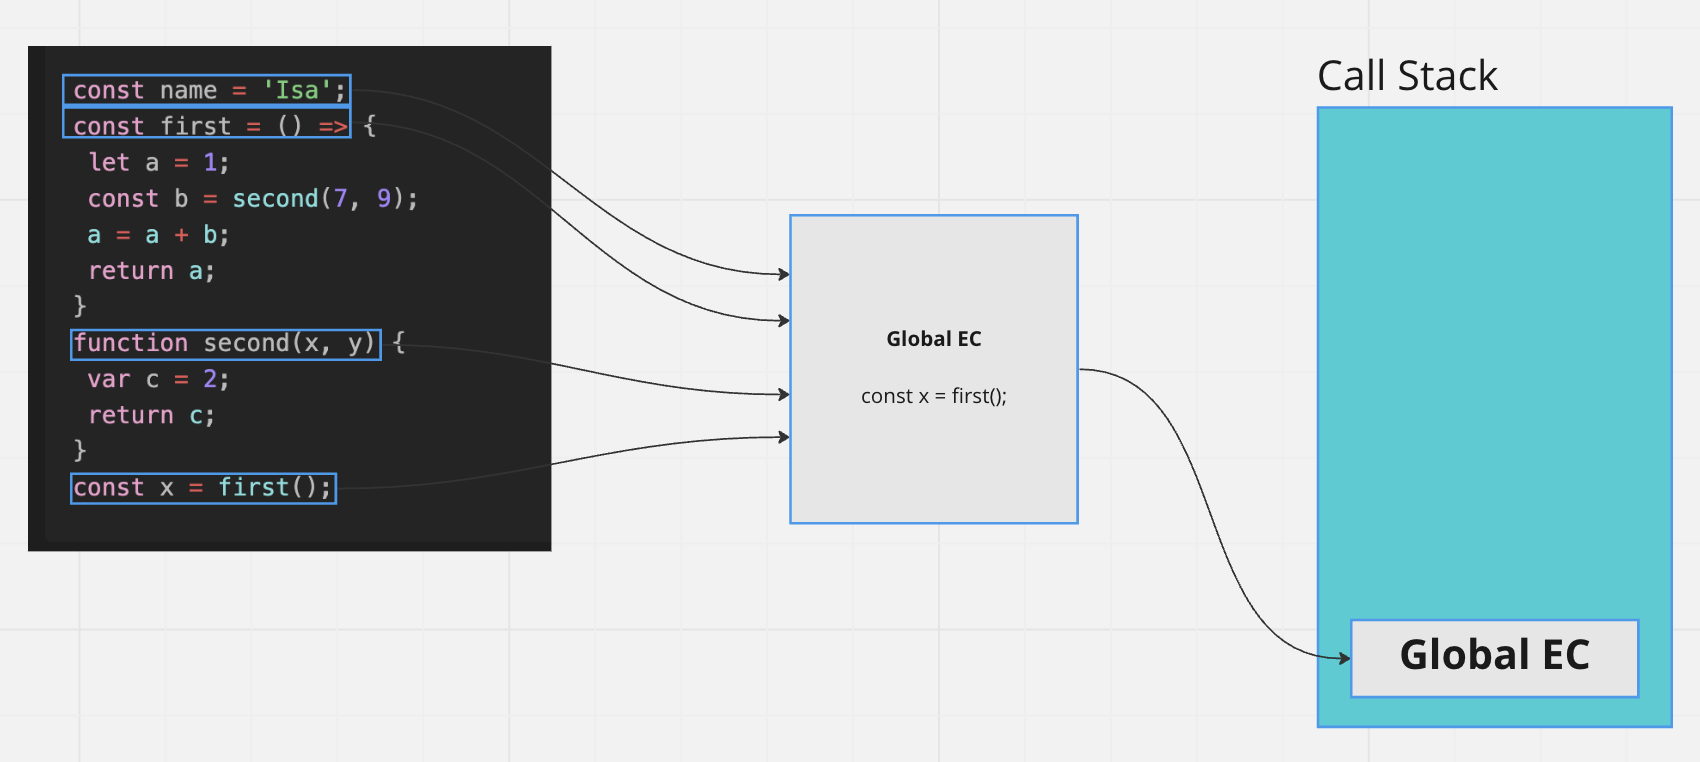 const name = 'Isa';
const first = () => {
let a = 1;
const b = second(7, 9);
a = a + b;
return a;
}
function second(x, y) {
var c = 2;
return c;
}
const x = first();
Global EC
const x = first();
Call Stack
Global EC